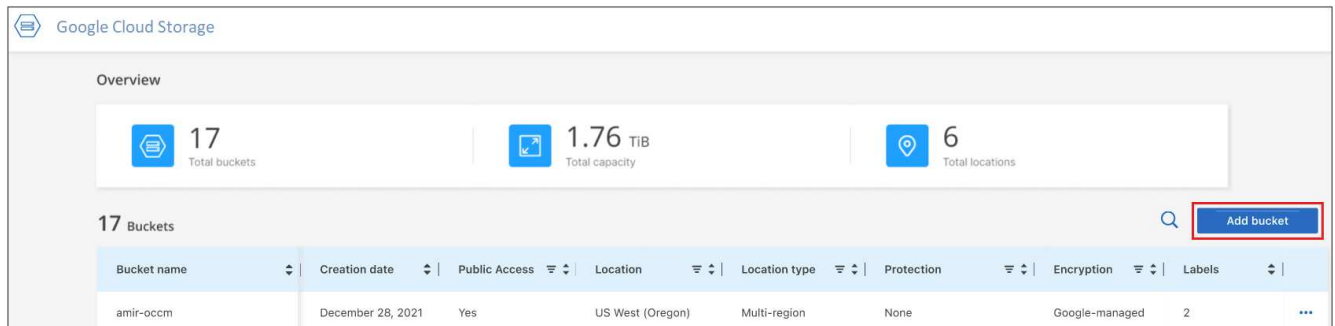 Google Cloud Storage
Overview
17
Total buckets
1.76 TiB
Total capacity
6
Total locations
17 Buckets
Add bucket
Bucket name Creation date Public Access Location Location type Protection Encryption Labels
amir-occm December 28, 2021 Yes US West (Oregon) Multi-region None Google-managed 2